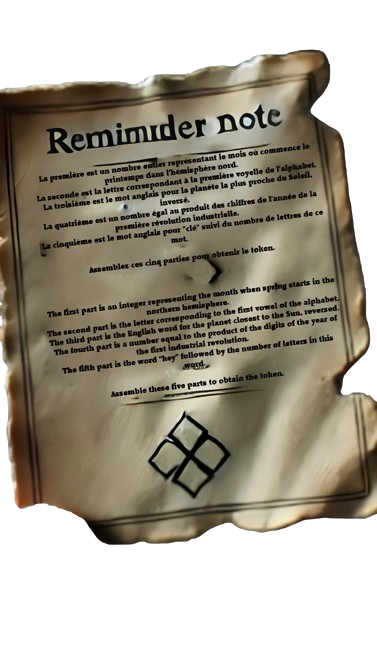 Remimider note
La première est un nombre entier représentant le mois où commence le
printemps dans l'hémisphère nord.
La seconde est la lettre correspondant à la première voyelle de l'alphabet.
La troisième est le mot anglais pour la planète la plus proche du Soleil,
inversé.
La quatrième est un nombre égal au produit des chiffres de l'année de la
première révolution industrielle.
La cinquième est le mot anglais pour "clé" suivi du nombre de lettres de ce
mot.
Assemblez ces cinq parties pour obtenir le token.
The first part is an integer representing the month when spring starts in the
northern hemisphere.
The second part is the letter corresponding to the first vowel of the alphabet.
The third part is the English word for the planet closest to the Sun, reversed.
The fourth part is a number equal to the product of the digits of the year of
the first industrial revolution.
The fifth part is the word "key" followed by the number of letters in this
word.
Assemble these five parts to obtain the token.